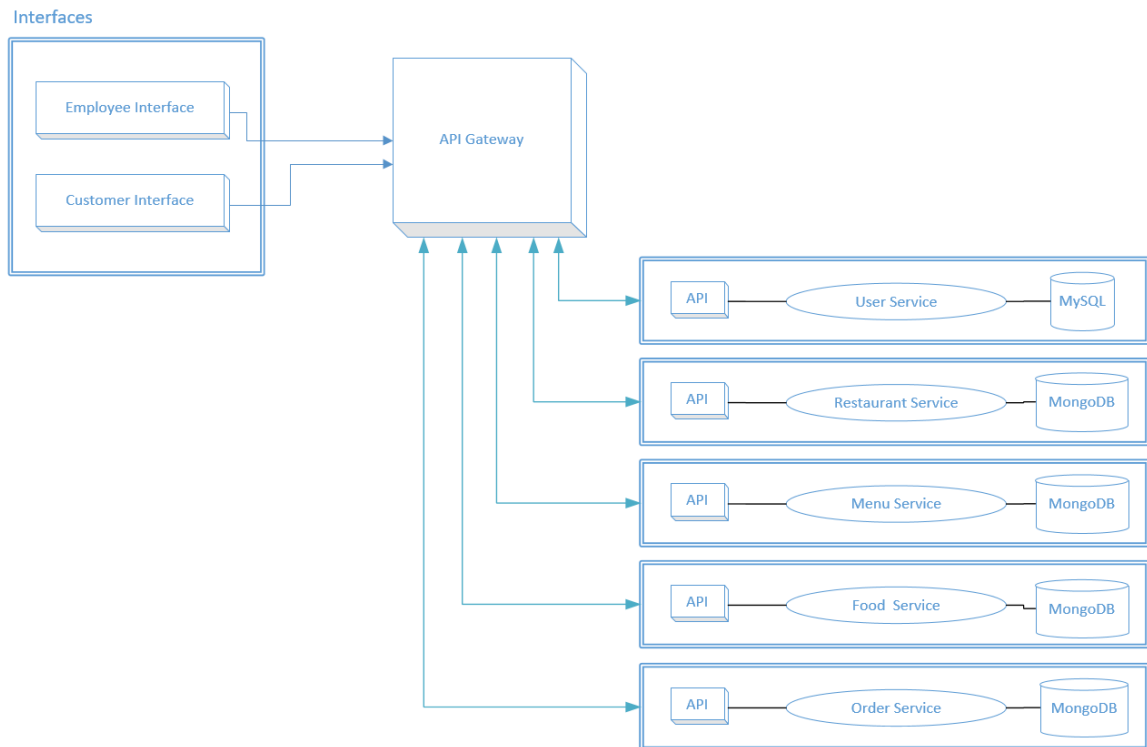 Interfaces
Employee Interface
Customer Interface
API Gateway
API
User Service
MySQL
API
Restaurant Service
MongoDB
API
Menu Service
MongoDB
API
Food  Service
MongoDB
API
Order Service
MongoDB